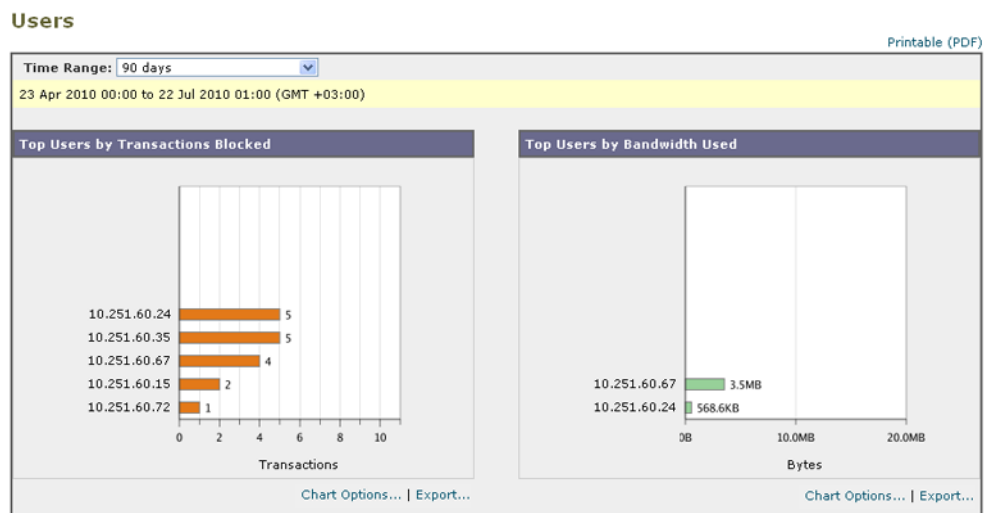 Users
Printable (PDF)
Time Range: 90 days
23 Apr 2010 00:00 to 22 Jul 2010 01:00 (GMT +03:00)
Top Users by Transactions Blocked
10.251.60.24 5
10.251.60.35 5
10.251.60.67 4
10.251.60.15 2
10.251.60.72 1
0 2 4 6 8 10
Transactions
Chart Options... | Export...
Top Users by Bandwidth Used
10.251.60.67 3.5MB
10.251.60.24 568.6KB
0B 10.0MB 20.0MB
Bytes
Chart Options... | Export...